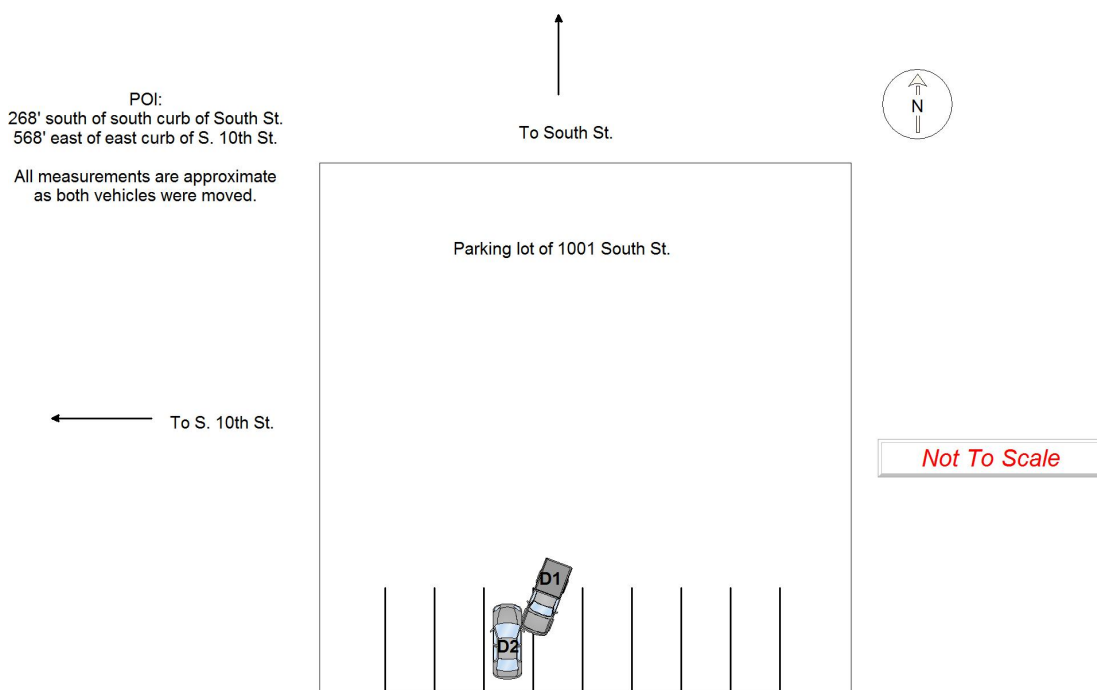 POI:
268' south of south curb of South St.
568' east of east curb of S. 10th St.
All measurements are approximate
as both vehicles were moved.
To South St.
N
Parking lot of 1001 South St.
To S. 10th St.
Not To Scale
D1
D2